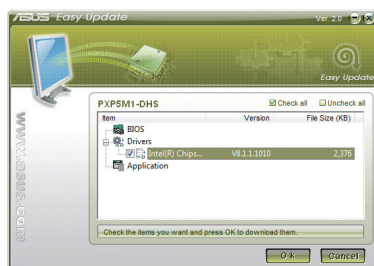 ASUS Easy Update
Ver. 2.0
Easy Update
PXP5M1-DHS
Check all
Uncheck all
Item
Version
File Size (KB)
BIOS
Drivers
Intel(R) Chips...
V8.1.1.1010
2,376
Application
www.asus.com
Check the items you want and press OK to download them.
Ok
Cancel